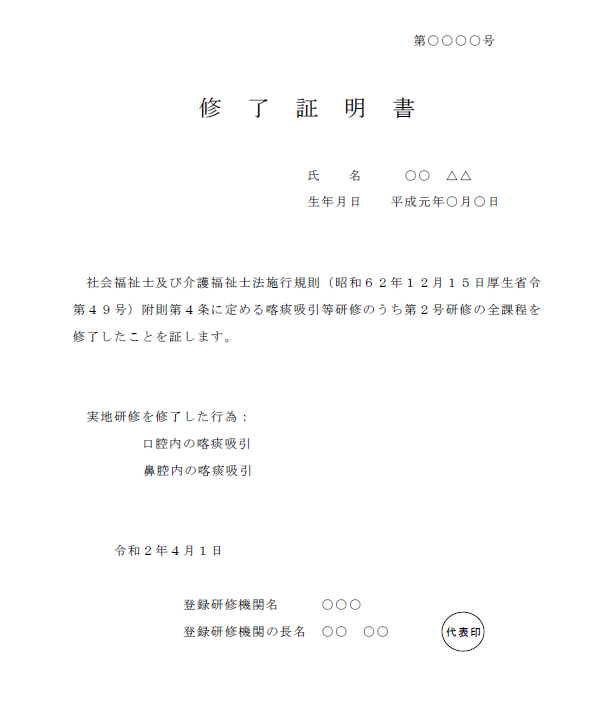 第○○○○号
修　了　証　明　書
氏　　名　　　○○　△△
生年月日　　平成元年○月○日
社会福祉士及び介護福祉士法施行規則（昭和６２年１２月１５日厚生省令
第４９号）附則第４条に定める喀痰吸引等研修のうち第２号研修の全課程を
修了したことを証します。
実地研修を修了した行為：
口腔内の喀痰吸引
鼻腔内の喀痰吸引
令和２年４月１日
登録研修機関名　　　○○○
登録研修機関の長名　○○　○○
代表印